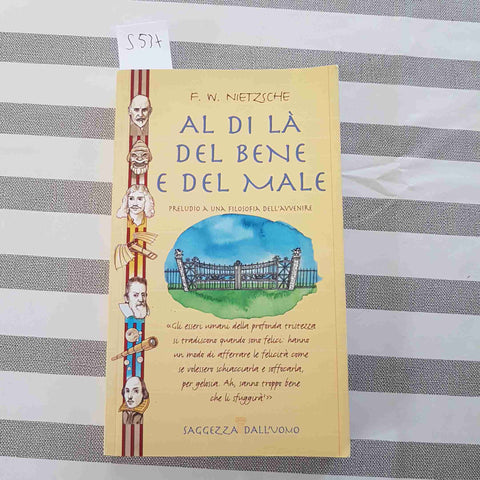 S537
F. W. NIETZSCHE
AL DI LÀ
DEL BENE
E DEL MALE
PRELUDIO A UNA FILOSOFIA DELL'AVVENIRE
«Gli esseri umani della profonda tristezza
si tradiscono quando sono felici: hanno
un modo di afferrare le felicità come
se volessero schiacciarla e soffocarla,
per gelosia. Ah, sanno troppo bene
che li sfuggirà!»
SAGGEZZA DALL'UOMO